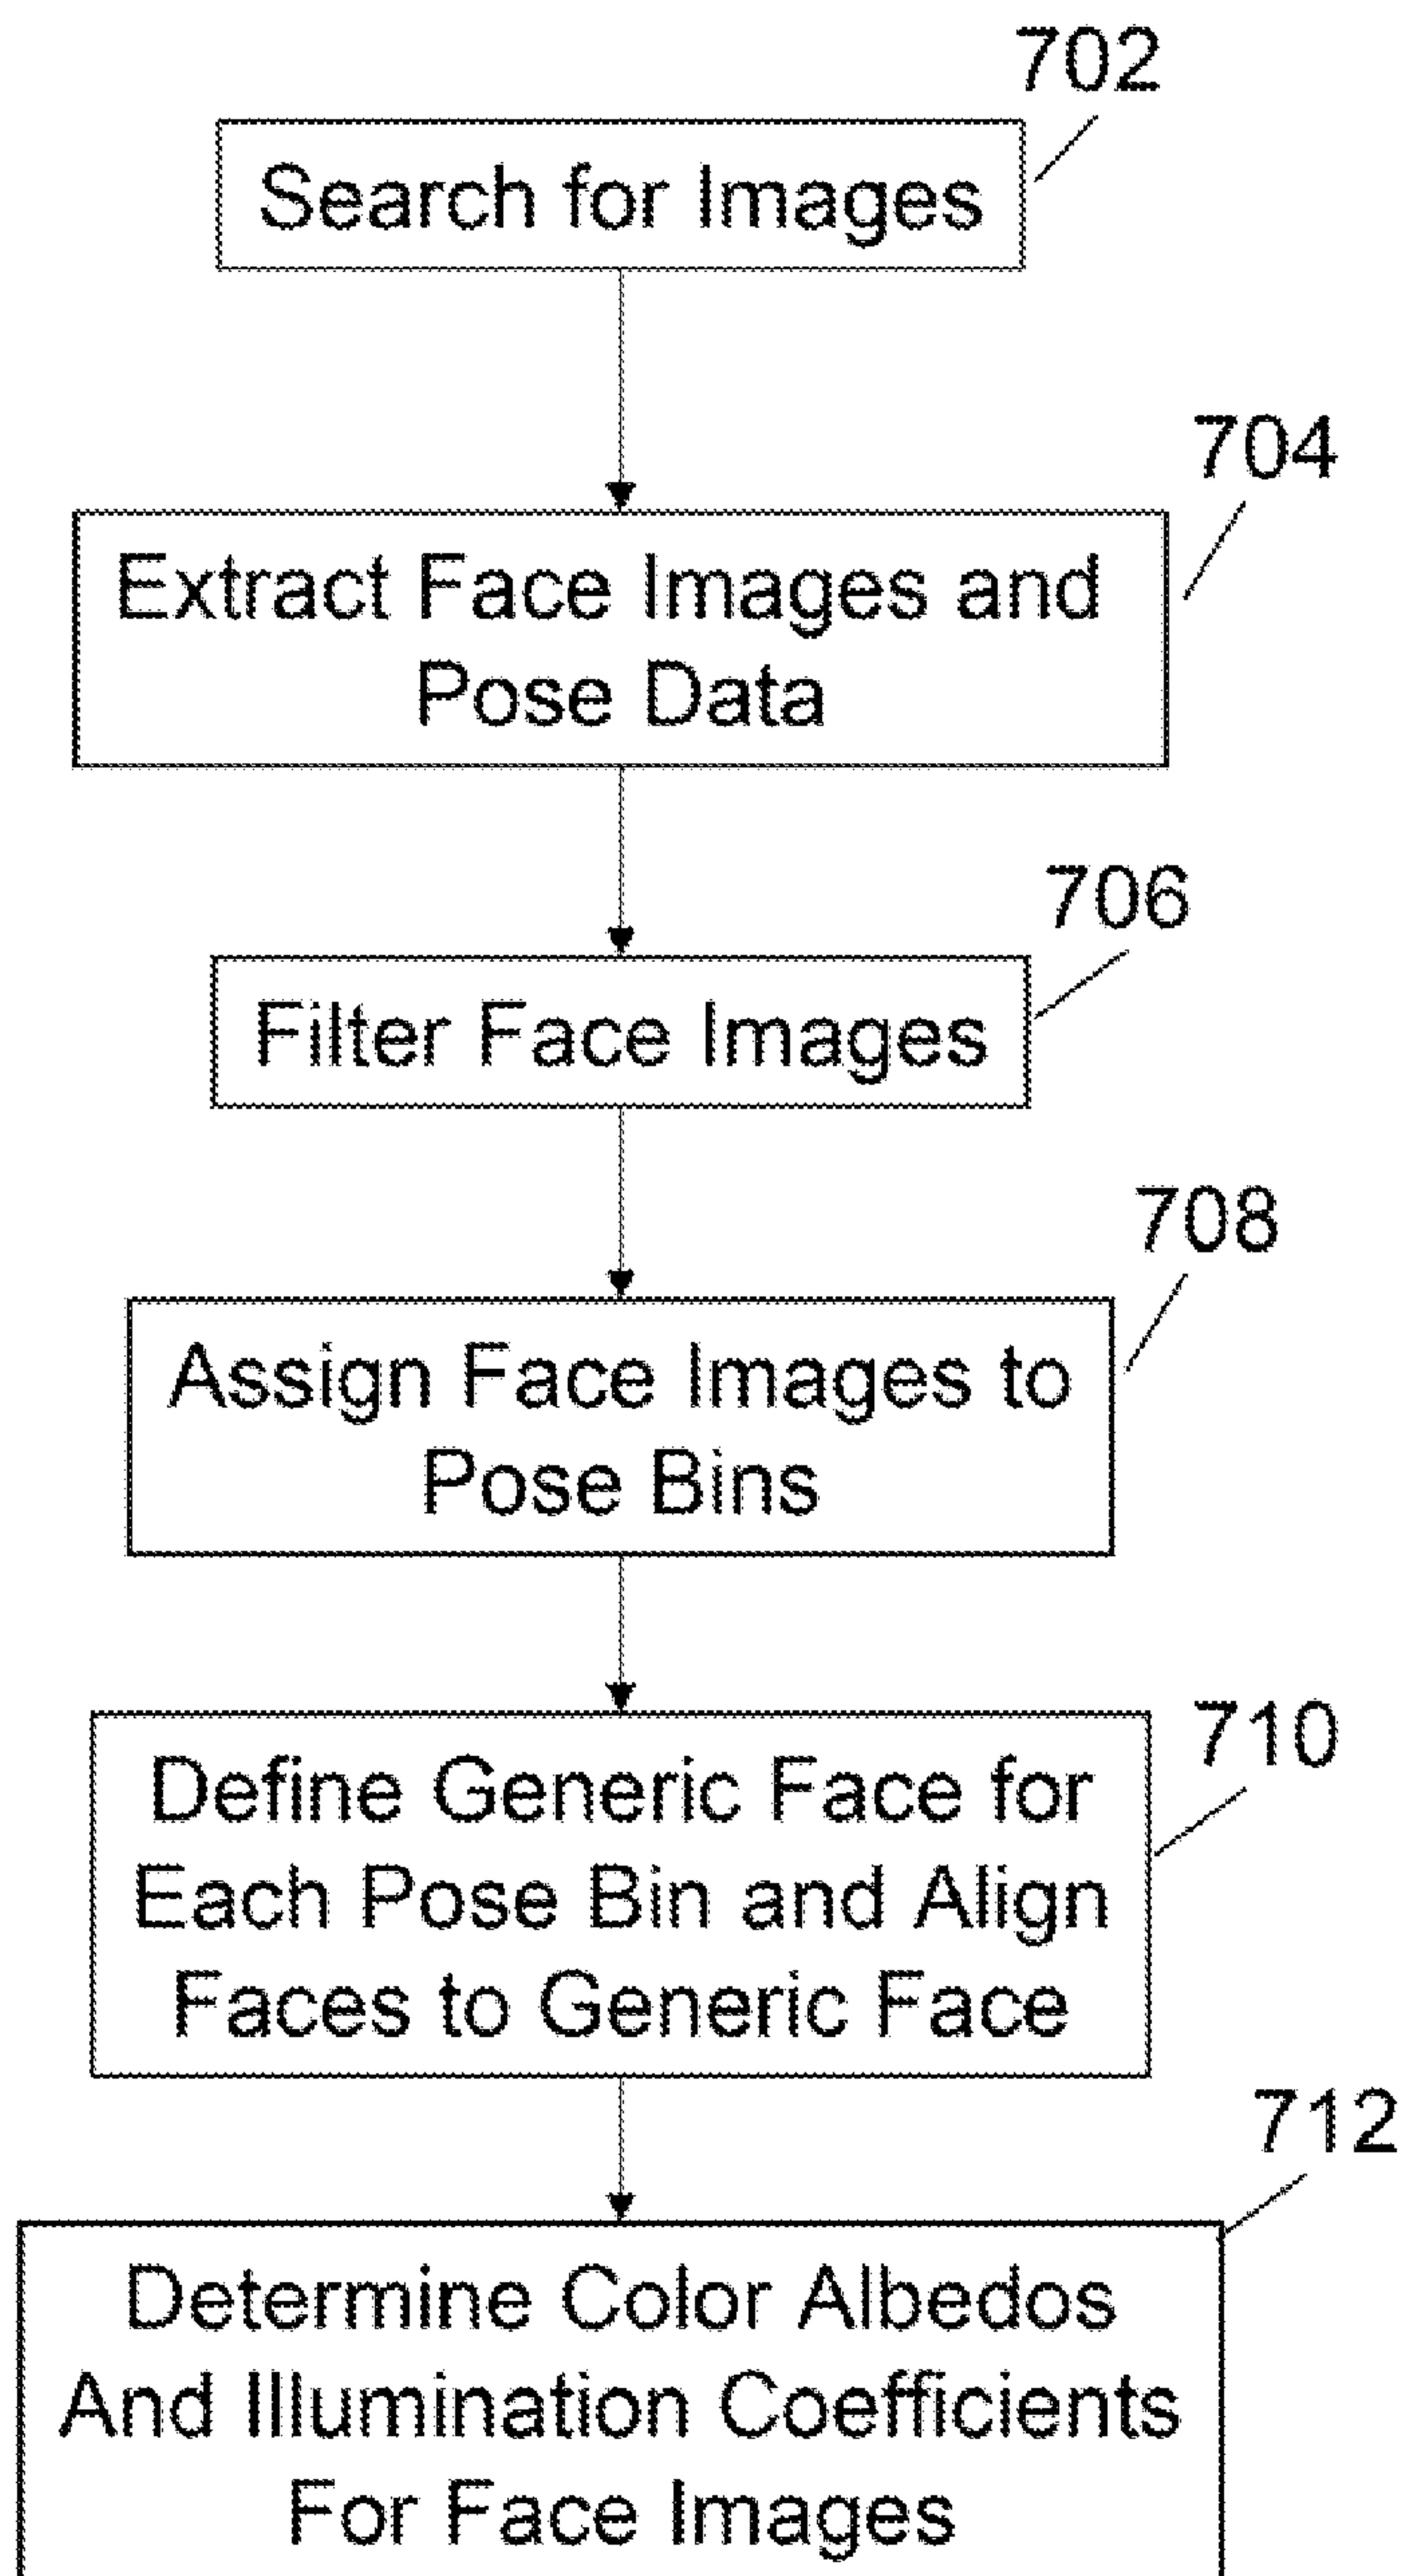 702
Search for Images
704
Extract Face Images and
Pose Data
706
Filter Face Images
708
Assign Face Images to
Pose Bins
710
Define Generic Face for
Each Pose Bin and Align
Faces to Generic Face
712
Determine Color Albedos
And Illumination Coefficients
For Face Images